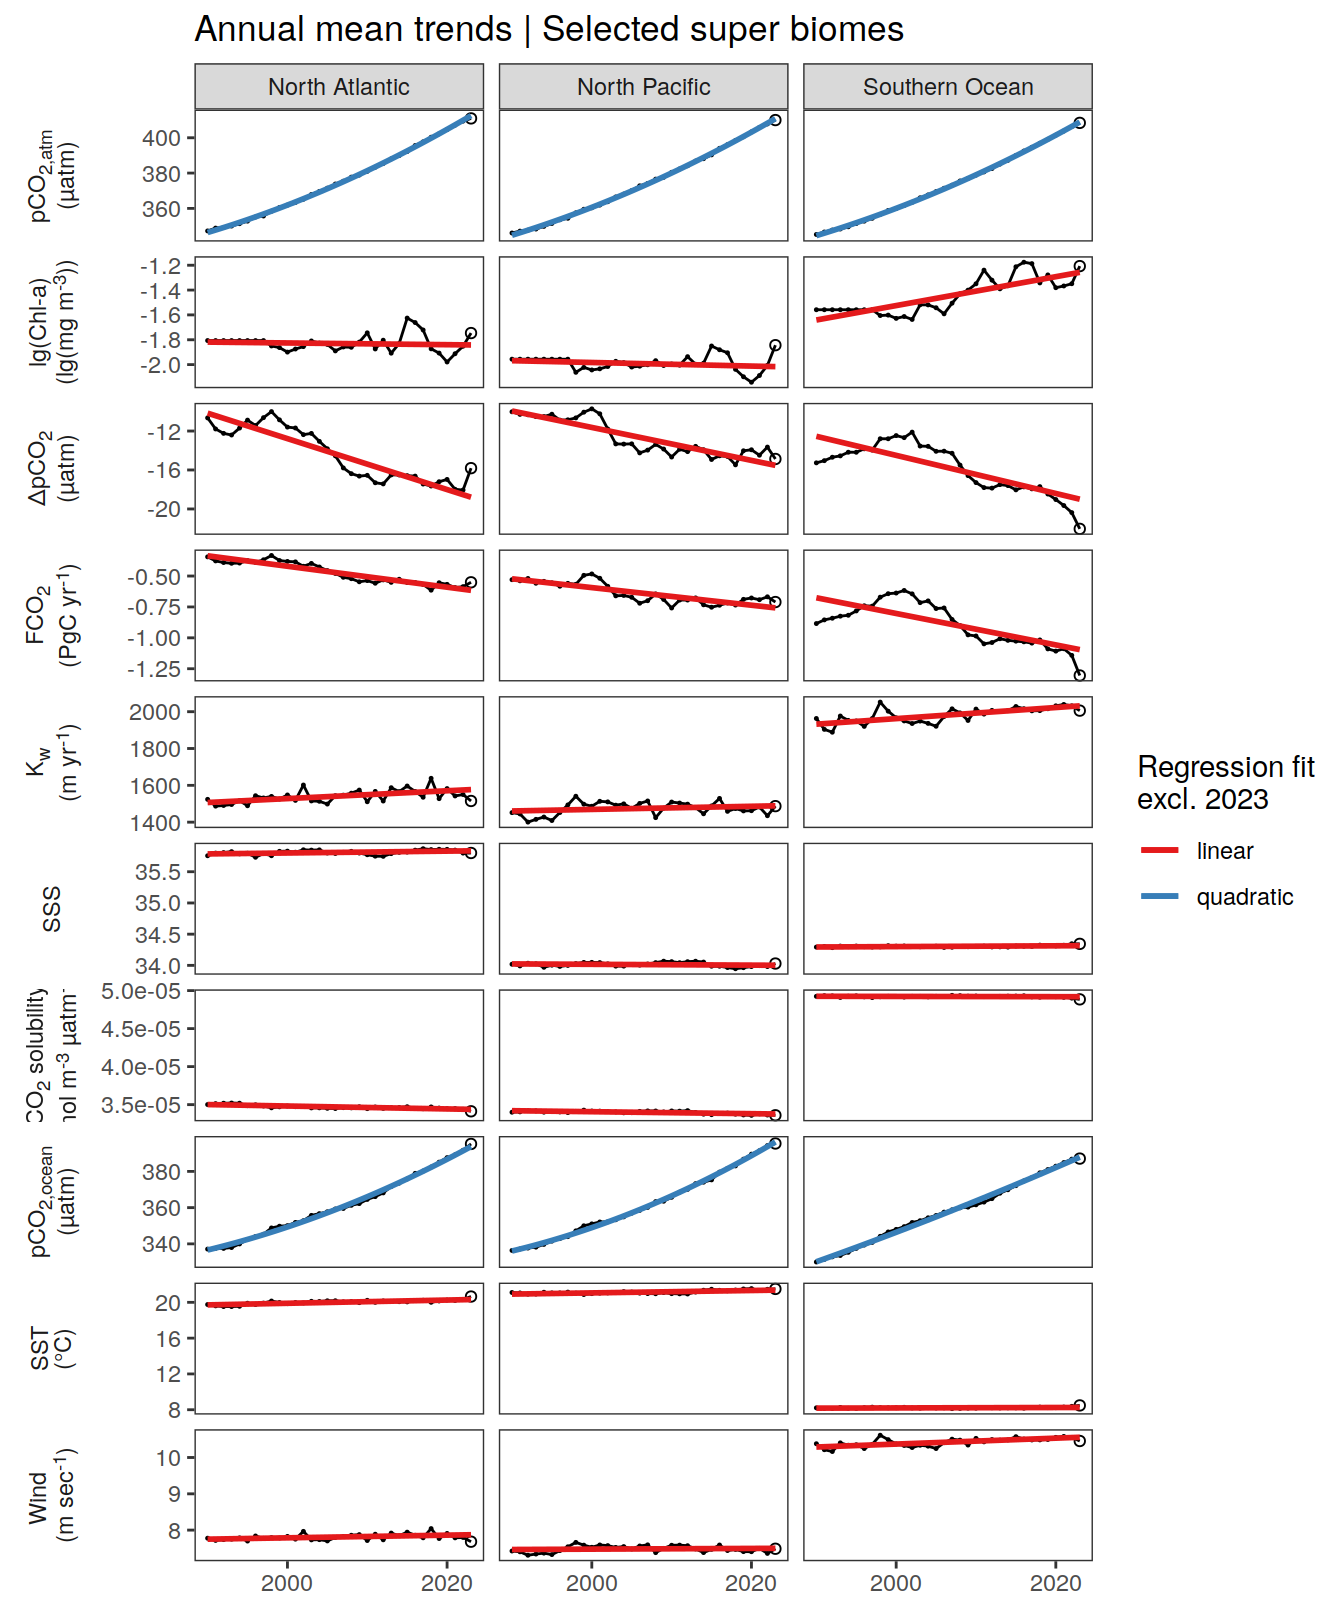 Annual mean trends | Selected super biomes
North Atlantic North Pacific Southern Ocean
pCO2,atm
(µatm)
400
380
360
lg(Chl-a)
(lg(mg m-3))
-1.2
-1.4
-1.6
-1.8
-2.0
ΔpCO2
(µatm)
-12
-16
-20
FCO2
(PgC yr-1)
-0.50
-0.75
-1.00
-1.25
Kw
(m yr-1)
2000
1800
1600
1400
SSS
35.5
35.0
34.5
34.0
CO2 solubility
nol m-3 µatm-
5.0e-05
4.5e-05
4.0e-05
3.5e-05
pCO2,ocean
(µatm)
380
360
340
SST
(°C)
20
16
12
8
Wind
(m sec-1)
10
9
8
2000 2020 2000 2020 2000 2020
Regression fit
excl. 2023
linear
quadratic